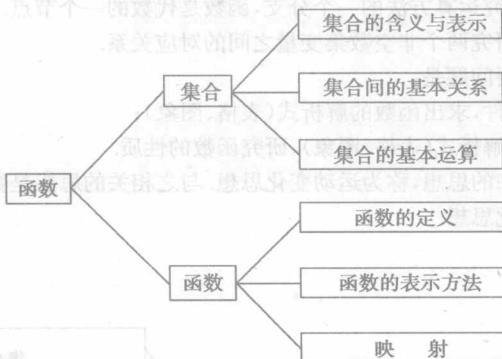 集合的含义与表示
集合
集合间的基本关系
集合的基本运算
函数
函数的定义
函数
函数的表示方法
映 射